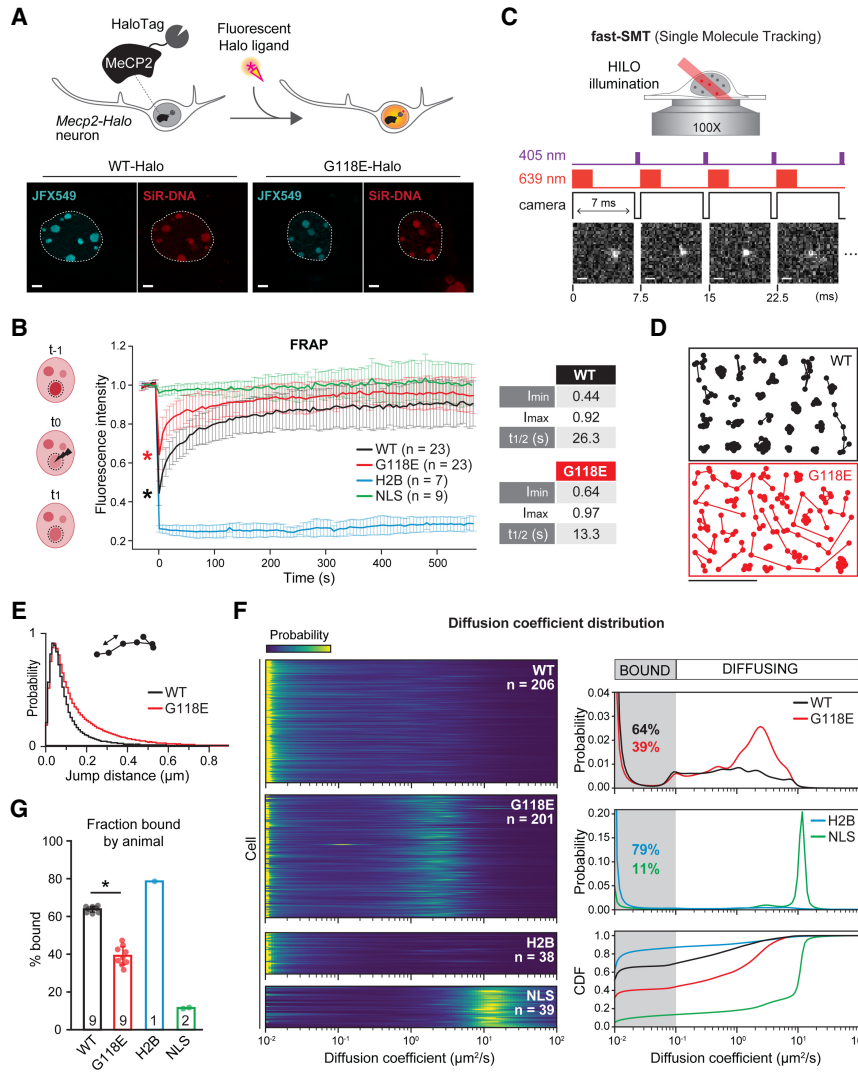 A
HaloTag
MeCP2
Fluorescent
Halo ligand
Mecp2-Halo
neuron
WT-Halo
G118E-Halo
JFX549
SiR-DNA
JFX549
SiR-DNA
C
fast-SMT (Single Molecule Tracking)
HILO
illumination
100X
405 nm
639 nm
camera
7 ms
...
0
7.5
15
22.5
(ms)
B
t-1
t0
t1
FRAP
Fluorescence intensity
1.2
1.0
0.8
0.6
0.4
0.2
*
*
WT (n = 23)
G118E (n = 23)
H2B (n = 7)
NLS (n = 9)
0 100 200 300 400 500
Time (s)
WT
Imin 0.44
Imax 0.92
t1/2 (s) 26.3
G118E
Imin 0.64
Imax 0.97
t1/2 (s) 13.3
D
WT
G118E
E
Probability
1
0
WT
G118E
0.0 0.2 0.4 0.6 0.8
Jump distance (µm)
F
Diffusion coefficient distribution
Probability
Cell
WT
n = 206
G118E
n = 201
H2B
n = 38
NLS
n = 39
10-2 10-1 100 101 102
Diffusion coefficient (µm2/s)
BOUND
DIFFUSING
Probability
0.04
0.03
0.02
0.01
0.00
64%
39%
WT
G118E
Probability
0.20
0.15
0.10
0.05
0.00
79%
11%
H2B
NLS
CDF
1.0
0.8
0.6
0.4
0.2
0.0
10-2 10-1 100 101
Diffusion coefficient (µm2/s)
G
Fraction bound
by animal
% bound
100
80
60
40
20
0
*
9 9 1 2
WT
G118E
H2B
NLS